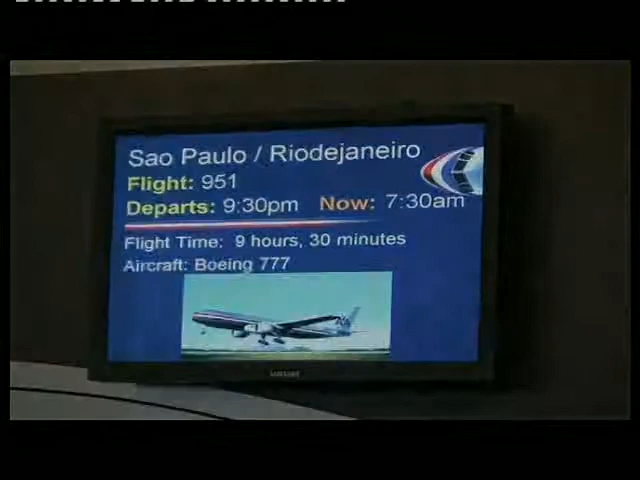 Sao Paulo / Riodejaneiro
Flight: 951
Departs: 9:30pm Now: 7:30am
Flight Time: 9 hours, 30 minutes
Aircraft: Boeing 777
SAMSUNG